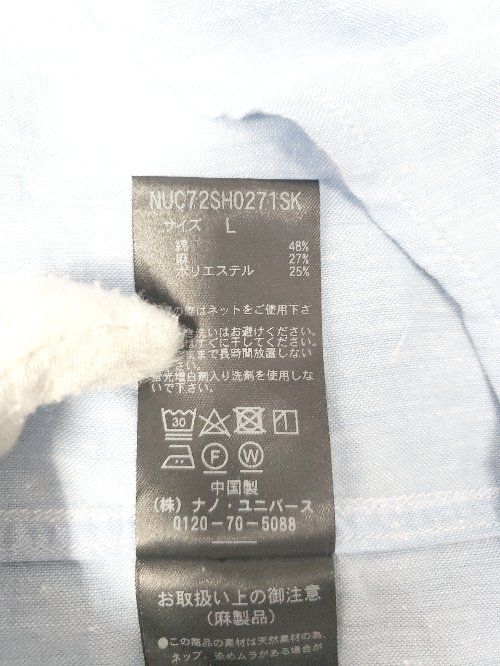 NUC72SH0271SK
サイズ L
綿 48%
麻 27%
ポリエステル 25%
の際はネットをご使用下さ
洗いはお避けください。
すぐに干してください。
まま長時間放置しない
蛍光増白剤入り洗剤を使用しな
いで下さい。
30
F W
中国製
(株) ナノ・ユニバース
0120-70-5088
お取扱い上の御注意
(麻製品)
●この商品の素材は天然素材の為、
ネップ、染めムラがある場合が